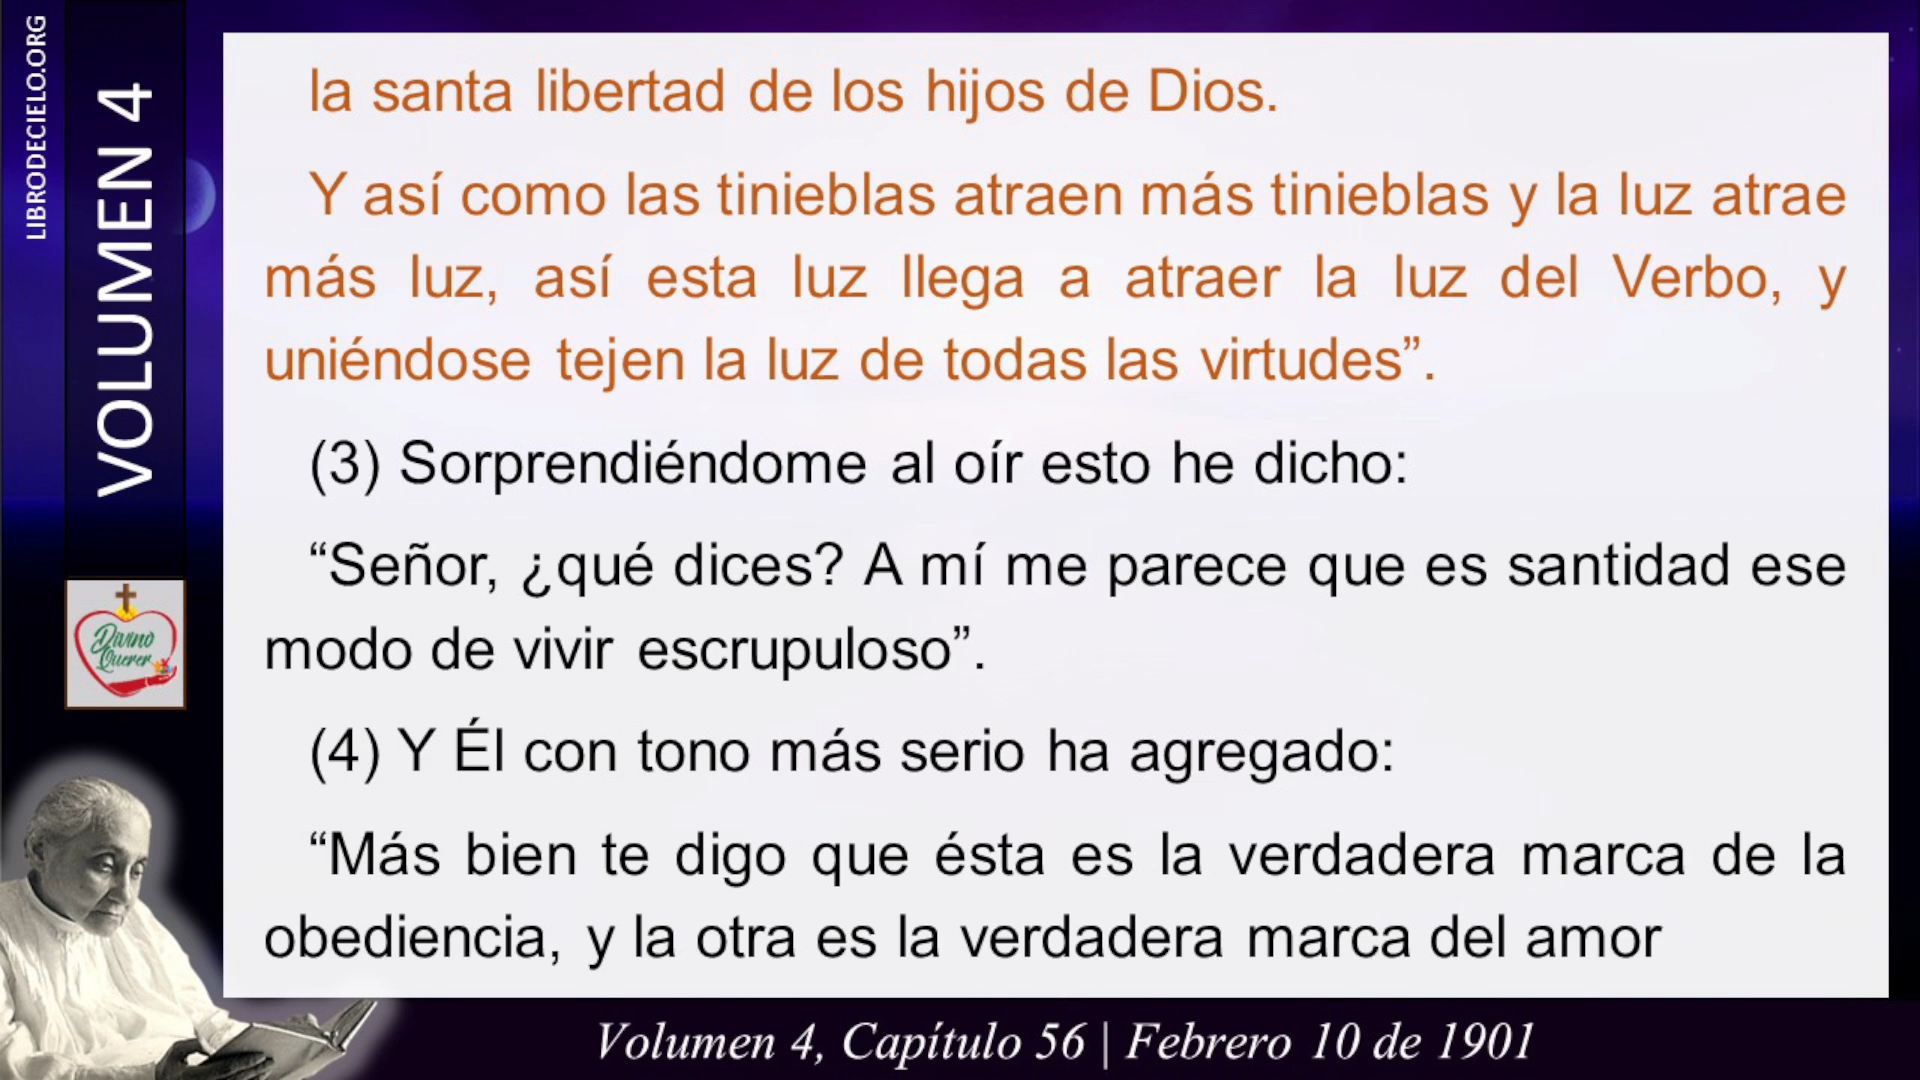 LIBRODECIELO.ORG
VOLUMEN 4
Divino
Querer
la santa libertad de los hijos de Dios.
Y así como las tinieblas atraen más tinieblas y la luz atrae
más luz, así esta luz llega a atraer la luz del Verbo, y
uniéndose tejen la luz de todas las virtudes”.
(3) Sorprendiéndome al oír esto he dicho:
“Señor, ¿qué dices? A mí me parece que es santidad ese
modo de vivir escrupuloso”.
(4) Y Él con tono más serio ha agregado:
“Más bien te digo que ésta es la verdadera marca de la
obediencia, y la otra es la verdadera marca del amor
Volumen 4, Capítulo 56 | Febrero 10 de 1901